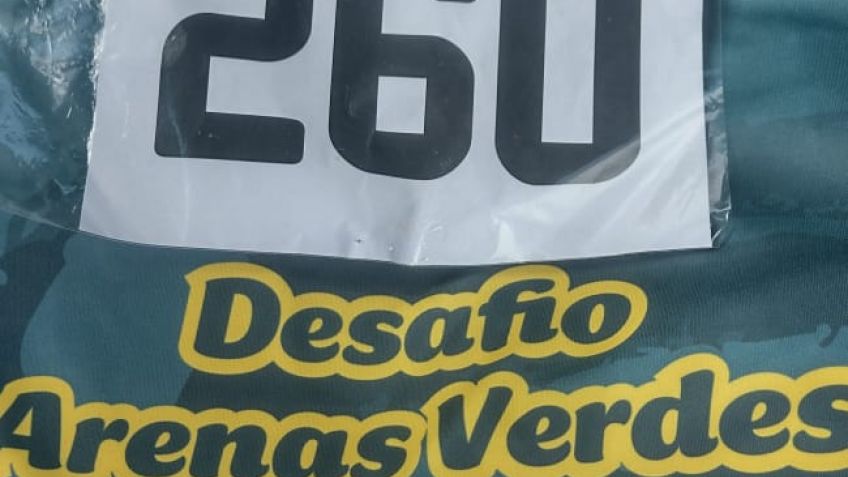 260
Desafio
Arenas Verdes